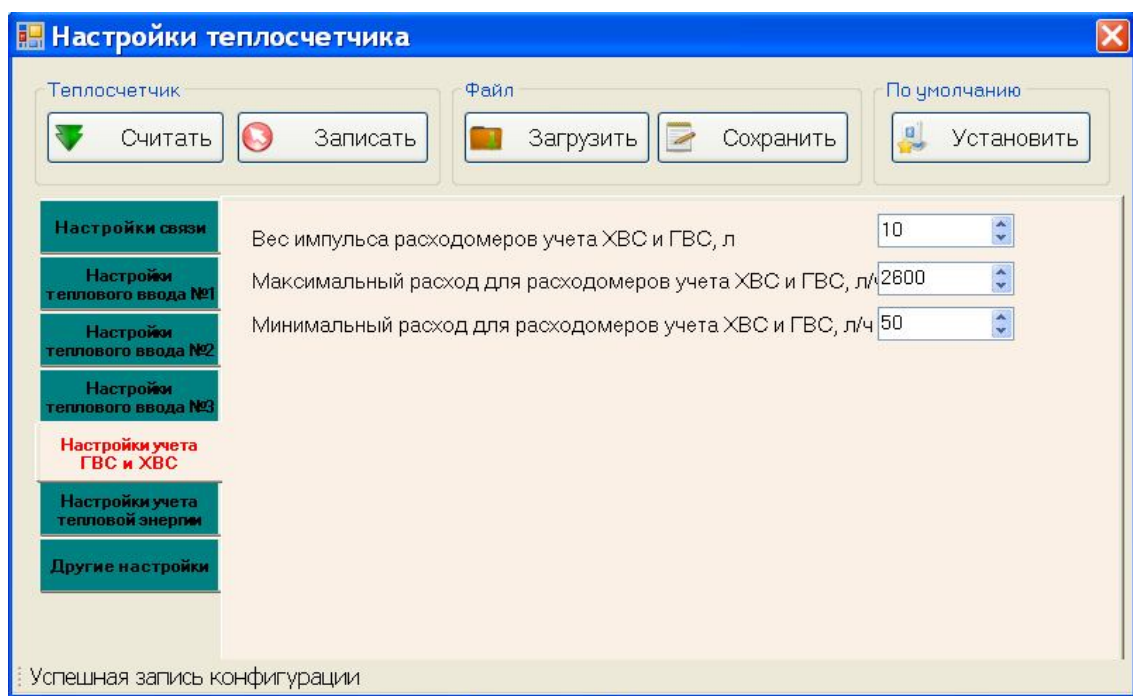 Настройки теплосчетчика
Теплосчетчик
Считать
Записать
Файл
Загрузить
Сохранить
По умолчанию
Установить
Настройки связи
Настройки
теплового ввода №1
Настройки
теплового ввода №2
Настройки
теплового ввода №3
Настройки учета
ГВС и ХВС
Настройки учета
тепловой энергии
Другие настройки
Вес импульса расходомеров учета ХВС и ГВС, л 10
Максимальный расход для расходомеров учета ХВС и ГВС, л/ч 2600
Минимальный расход для расходомеров учета ХВС и ГВС, л/ч 50
Успешная запись конфигурации